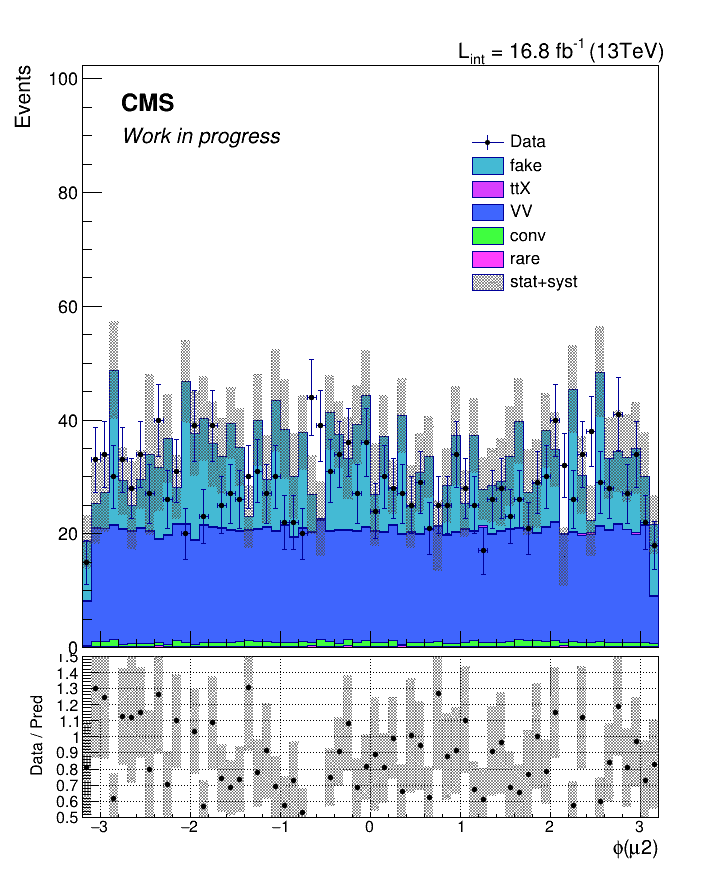 L_int = 16.8 fb^-1 (13TeV)
Events
100
80
60
40
20
0
CMS
Work in progress
Data
fake
ttX
VV
conv
rare
stat+syst
Data / Pred
1.5
1.4
1.3
1.2
1.1
1
0.9
0.8
0.7
0.6
0.5
−3 −2 −1 0 1 2 3
ϕ(μ2)